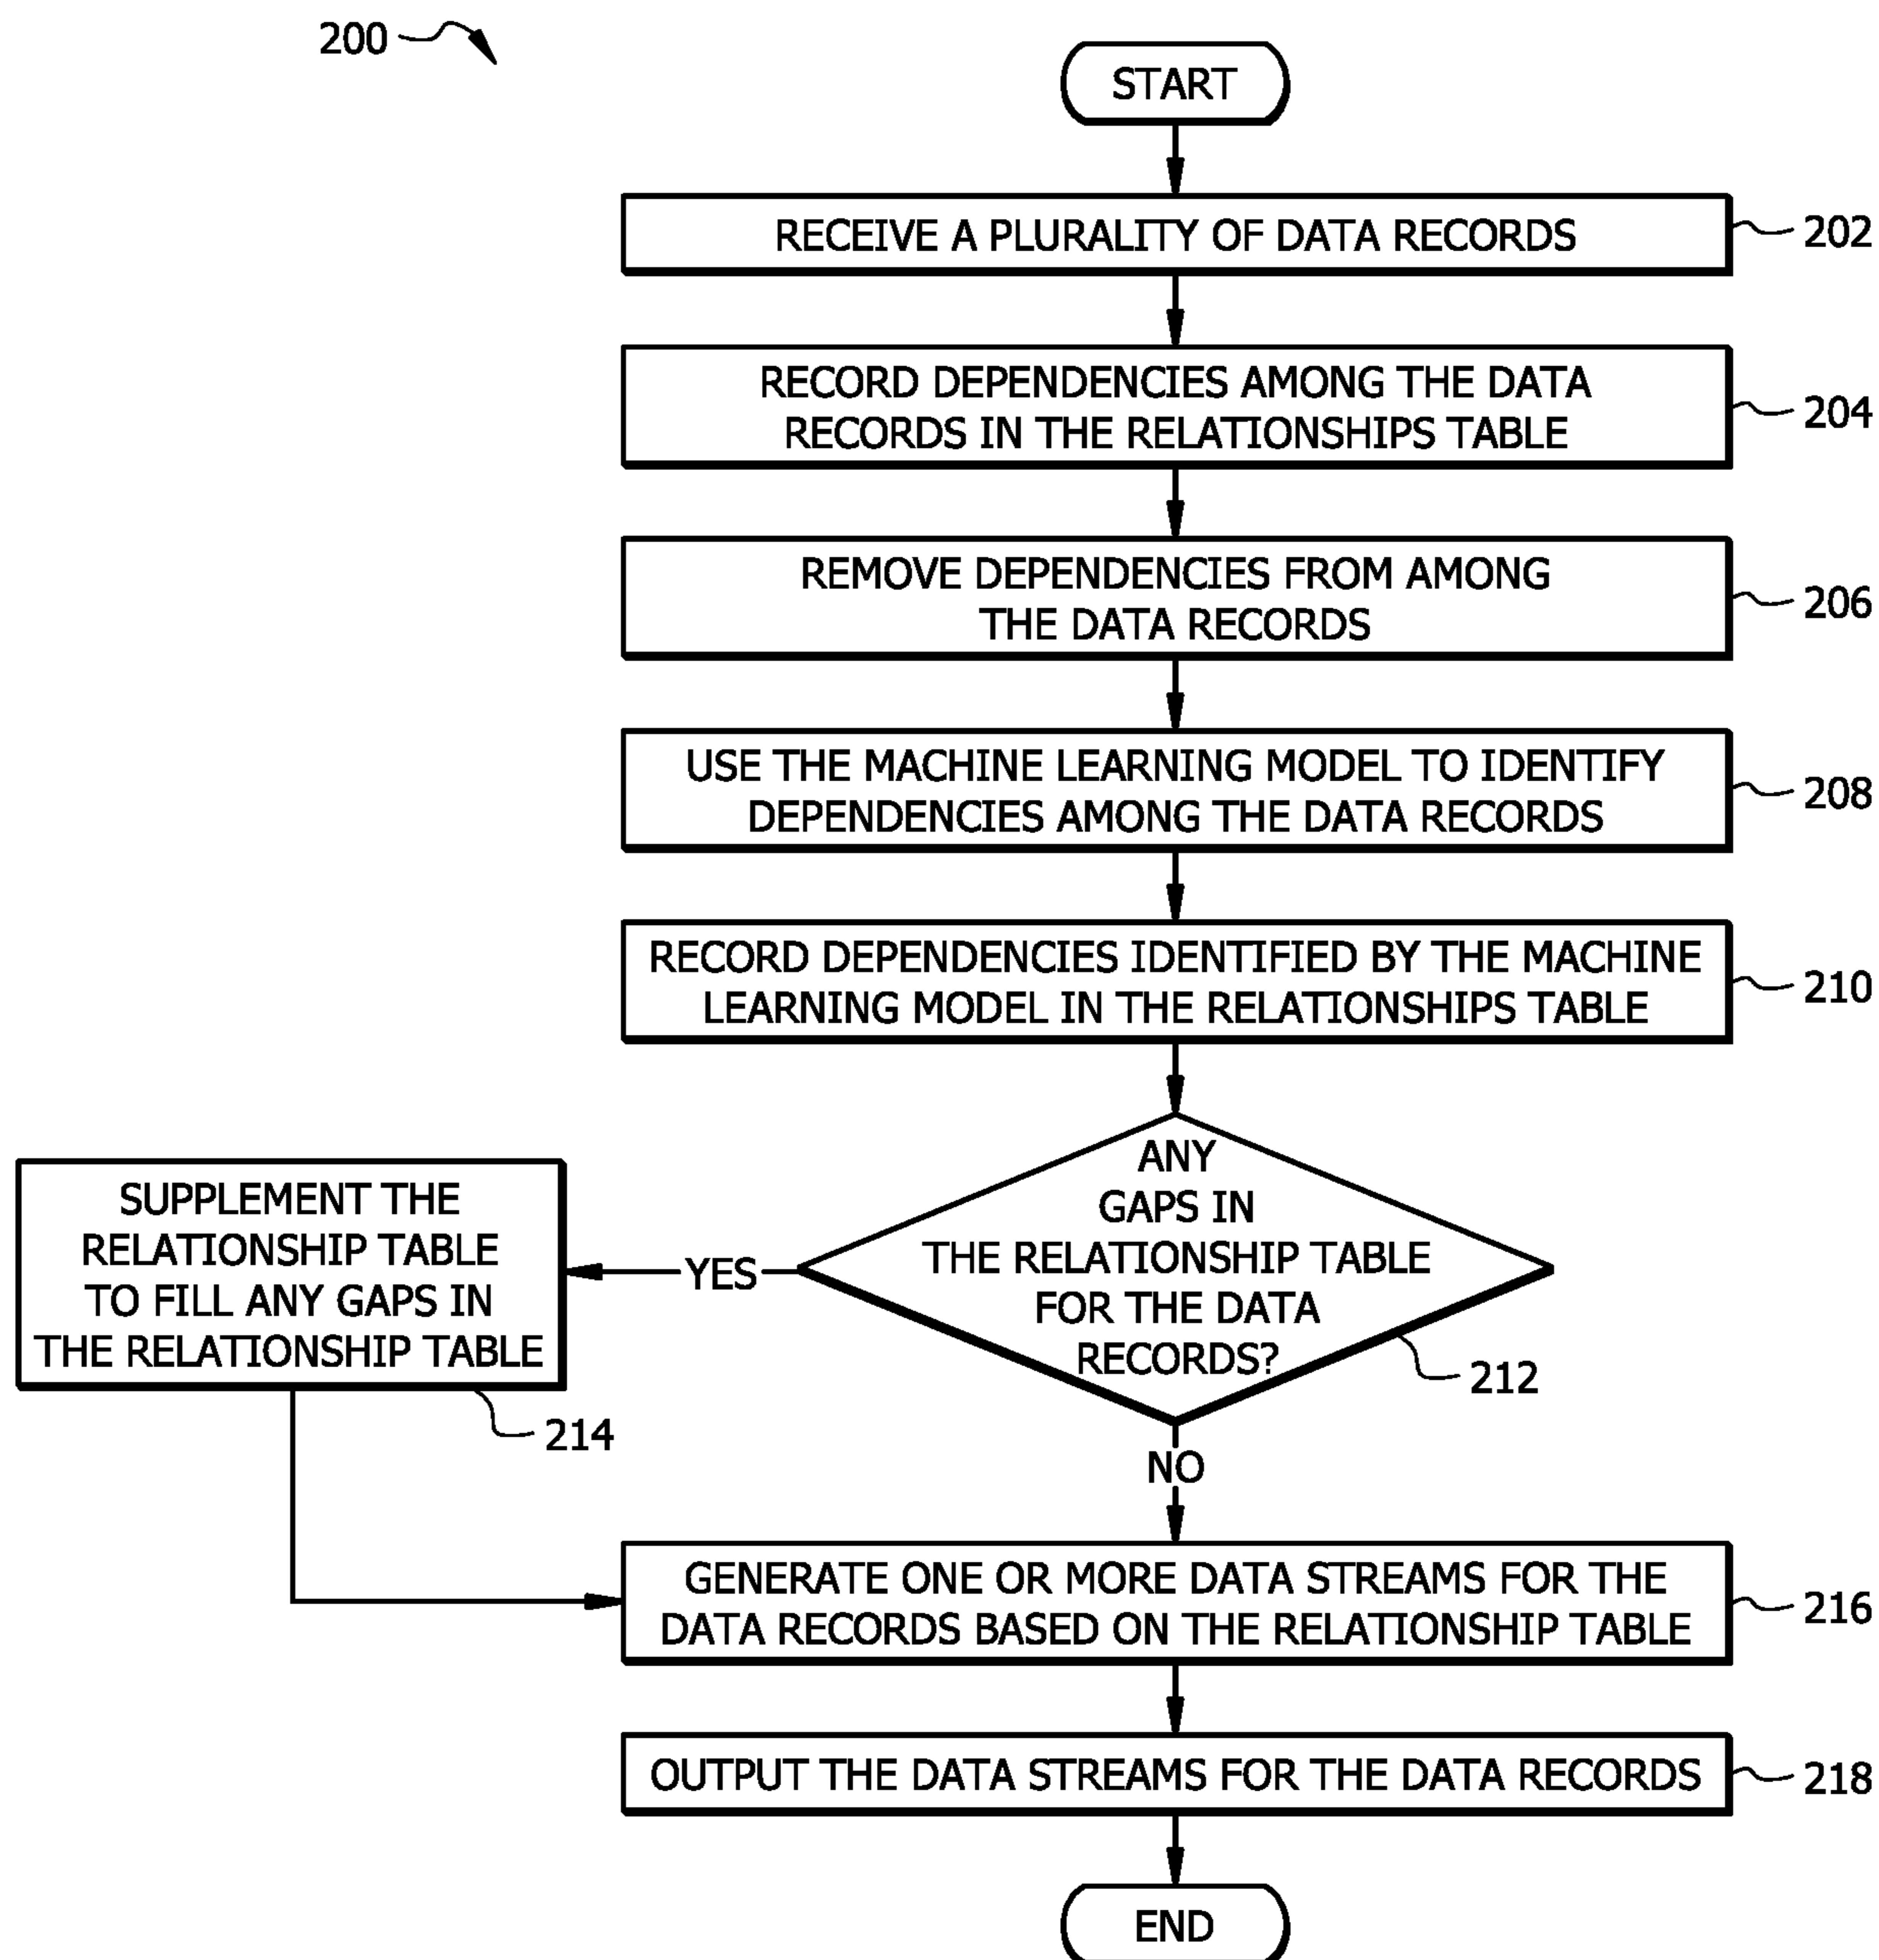 200
START
RECEIVE A PLURALITY OF DATA RECORDS
202
RECORD DEPENDENCIES AMONG THE DATA
RECORDS IN THE RELATIONSHIPS TABLE
204
REMOVE DEPENDENCIES FROM AMONG
THE DATA RECORDS
206
USE THE MACHINE LEARNING MODEL TO IDENTIFY
DEPENDENCIES AMONG THE DATA RECORDS
208
RECORD DEPENDENCIES IDENTIFIED BY THE MACHINE
LEARNING MODEL IN THE RELATIONSHIPS TABLE
210
ANY
GAPS IN
THE RELATIONSHIP TABLE
FOR THE DATA
RECORDS?
212
YES
SUPPLEMENT THE
RELATIONSHIP TABLE
TO FILL ANY GAPS IN
THE RELATIONSHIP TABLE
214
NO
GENERATE ONE OR MORE DATA STREAMS FOR THE
DATA RECORDS BASED ON THE RELATIONSHIP TABLE
216
OUTPUT THE DATA STREAMS FOR THE DATA RECORDS
218
END